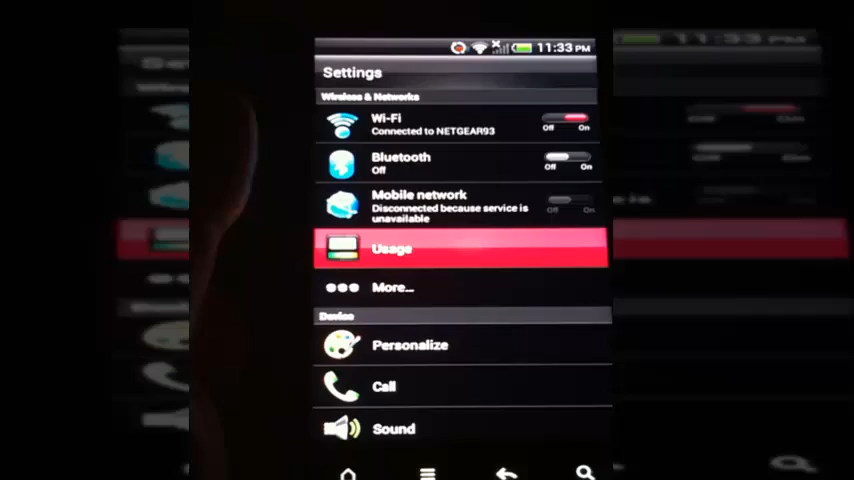 11:33 PM
Settings
Wireless & Networks
Wi-Fi
Connected to NETGEAR93
Off On
Bluetooth
Off
Off On
Mobile network
Disconnected because service is
unavailable
Off On
Usage
More...
Device
Personalize
Call
Sound